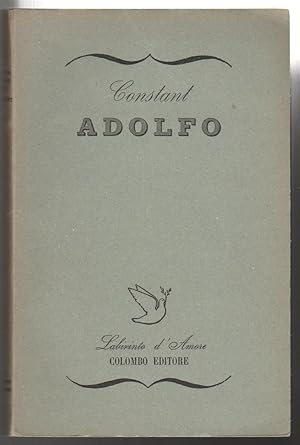 Constant
ADOLFO
Labirinto d'Amore
COLOMBO EDITORE